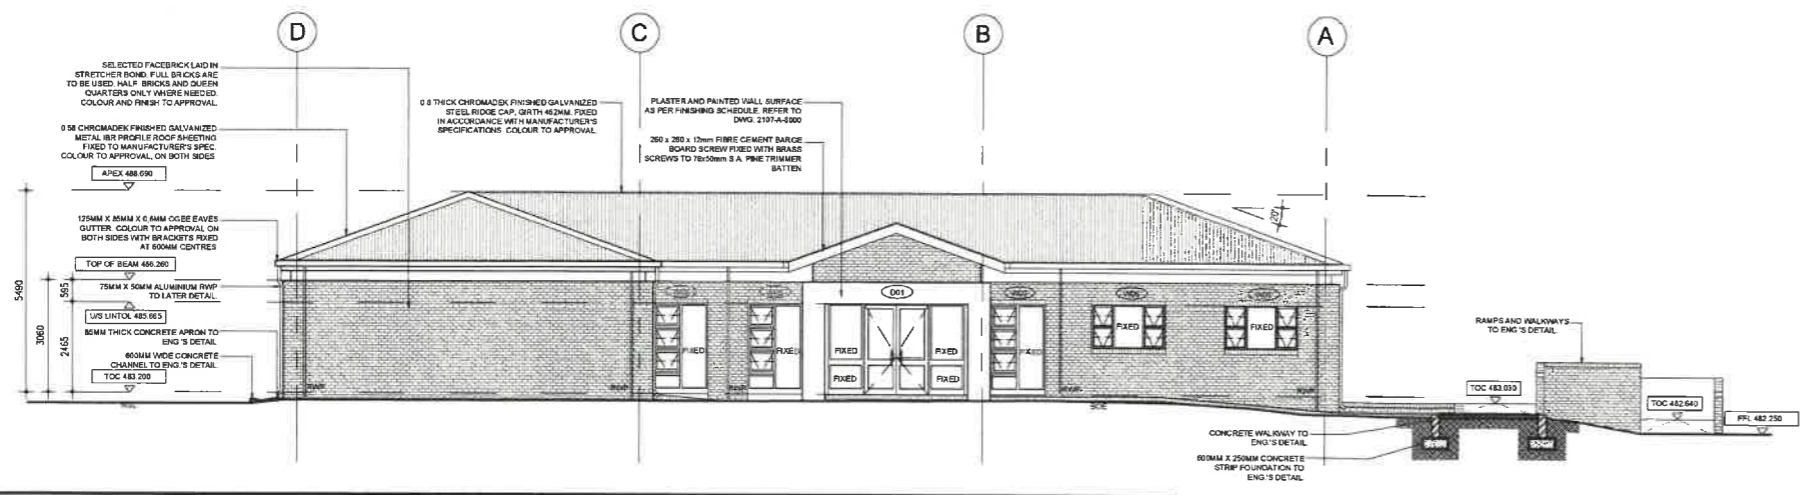 D
C
B
A
SELECTED FACEBRICK LAID IN
STRETCHER BOND. FULL BRICKS ARE
TO BE USED. HALF BRICKS AND QUEEN
QUARTERS ONLY WHERE NEEDED.
COLOUR AND FINISH TO APPROVAL.
0.58 CHROMADEK FINISHED GALVANIZED
METAL IBR PROFILE ROOF SHEETING
FIXED TO MANUFACTURER'S SPEC.
COLOUR TO APPROVAL, ON BOTH SIDES
APEX 488.690
0.8 THICK CHROMADEK FINISHED GALVANIZED
STEEL RIDGE CAP, GIRTH 462MM. FIXED
IN ACCORDANCE WITH MANUFACTURER'S
SPECIFICATIONS. COLOUR TO APPROVAL.
PLASTER AND PAINTED WALL SURFACE
AS PER FINISHING SCHEDULE. REFER TO
DWG. 2107-A-8000
260 x 260 x 12mm FIBRE CEMENT BARGE
BOARD SCREW FIXED WITH BRASS
SCREWS TO 76x50mm S.A. PINE TRIMMER
BATTEN
20°
125MM X 85MM X 0,6MM OGEE EAVES
GUTTER. COLOUR TO APPROVAL ON
BOTH SIDES WITH BRACKETS FIXED
AT 600MM CENTRES
TOP OF BEAM 486.260
75MM X 50MM ALUMINIUM RWP
TO LATER DETAIL.
U/S LINTOL 485.665
85MM THICK CONCRETE APRON TO
ENG'S DETAIL
600MM WIDE CONCRETE
CHANNEL TO ENG.'S DETAIL.
TOC 483.200
5490
3060
595
2465
NGL
RWP
RWP
RWP
RWP
RWP
D01
FIXED
FIXED
FIXED
FIXED
FIXED
FIXED
FIXED
FIXED
FIXED
RAMPS AND WALKWAYS
TO ENG.'S DETAIL
TOC 483.030
TOC 482.640
FFL 482.250
CONCRETE WALKWAY TO
ENG.'S DETAIL
600MM X 250MM CONCRETE
STRIP FOUNDATION TO
ENG.'S DETAIL